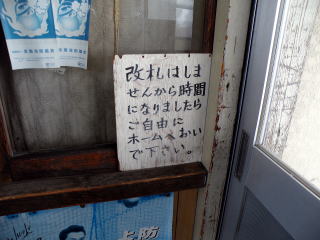 改札はしま
せんから時間
になりましたら
ご自由に
ホームへおい
で下さい。